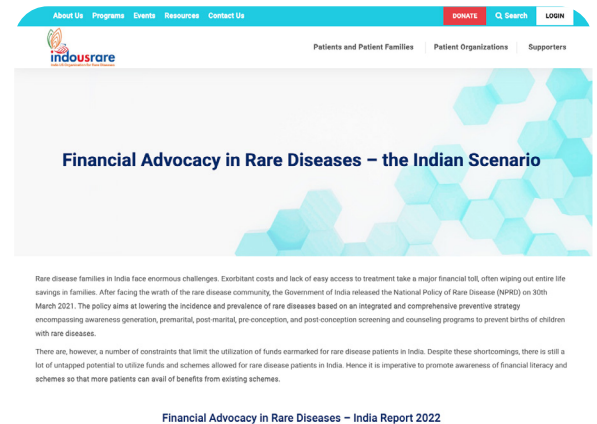 About Us Programs Events Resources Contact Us DONATE Search LOGIN
indousrare
Patients and Patient Families Patient Organizations Supporters
Financial Advocacy in Rare Diseases – the Indian Scenario
Rare disease families in India face enormous challenges. Exorbitant costs and lack of easy access to treatment take a major financial toll, often wiping out entire life
savings in families. After facing the wrath of the rare disease community, the Government of India released the National Policy of Rare Disease (NPRD) on 30th
March 2021. The policy aims at lowering the incidence and prevalence of rare diseases based on an integrated and comprehensive preventive strategy
encompassing awareness generation, premarital, post-marital, pre-conception, and post-conception screening and counseling programs to prevent births of children
with rare diseases.
There are, however, a number of constraints that limit the utilization of funds earmarked for rare disease patients in India. Despite these shortcomings, there is still a
lot of untapped potential to utilize funds and schemes allowed for rare disease patients in India. Hence it is imperative to promote awareness of financial literacy and
schemes so that more patients can avail of benefits from existing schemes.
Financial Advocacy in Rare Diseases – India Report 2022